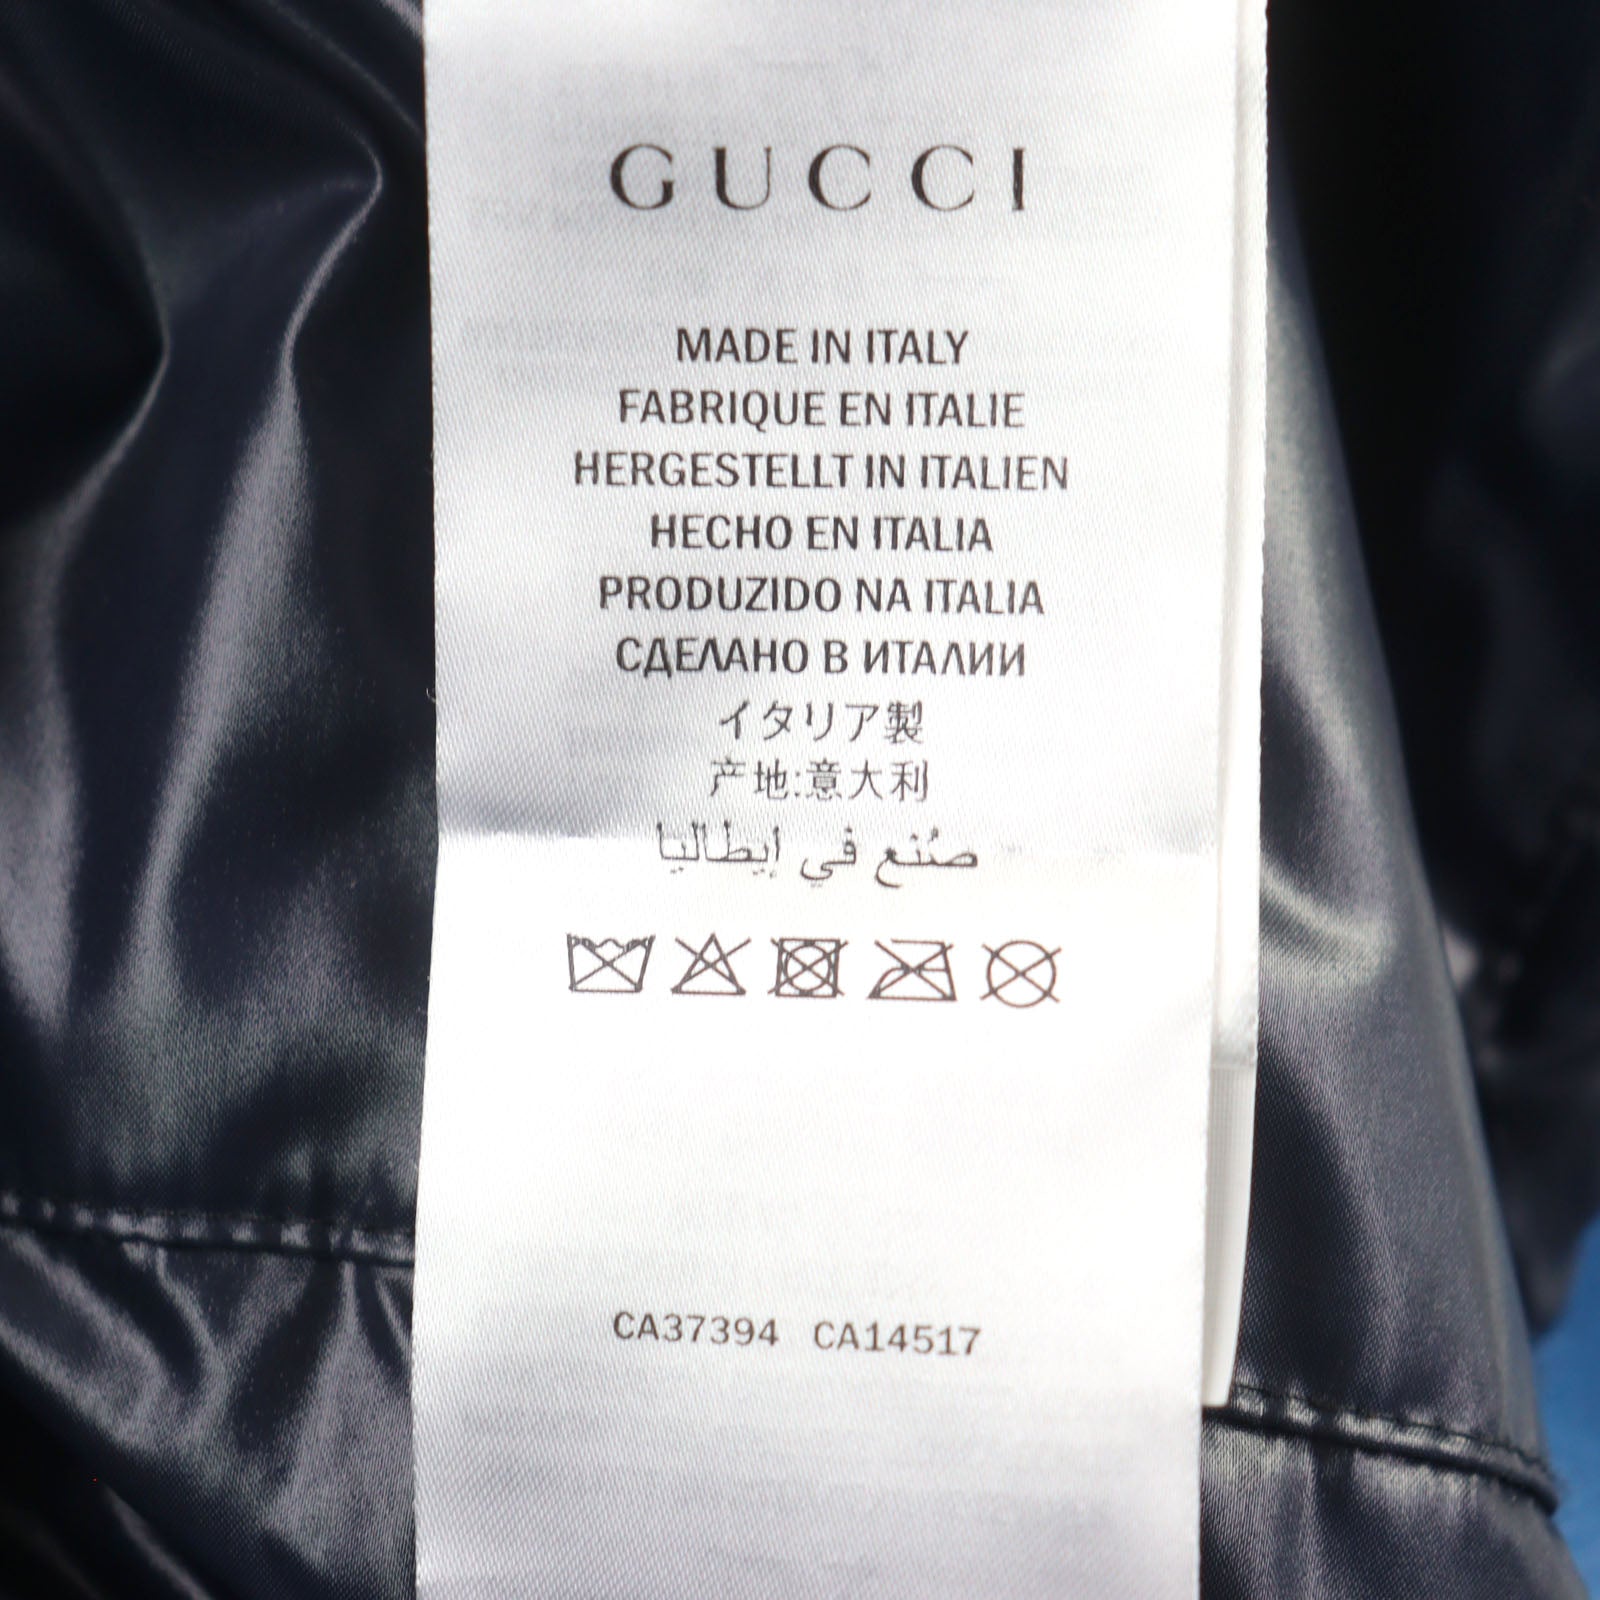 GUCCI
MADE IN ITALY
FABRIQUE EN ITALIE
HERGESTELLT IN ITALIEN
HECHO EN ITALIA
PRODUZIDO NA ITALIA
СДЕЛАНО В ИТАЛИИ
イタリア製
产地:意大利
صُنع في إيطاليا
CA37394 CA14517